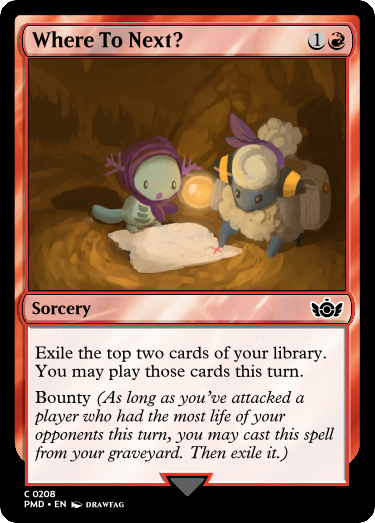 Where To Next? 1
Sorcery
Exile the top two cards of your library.
You may play those cards this turn.
Bounty (As long as you've attacked a
player who had the most life of your
opponents this turn, you may cast this spell
from your graveyard. Then exile it.)
C 0208
PMD • EN DRAWFAG